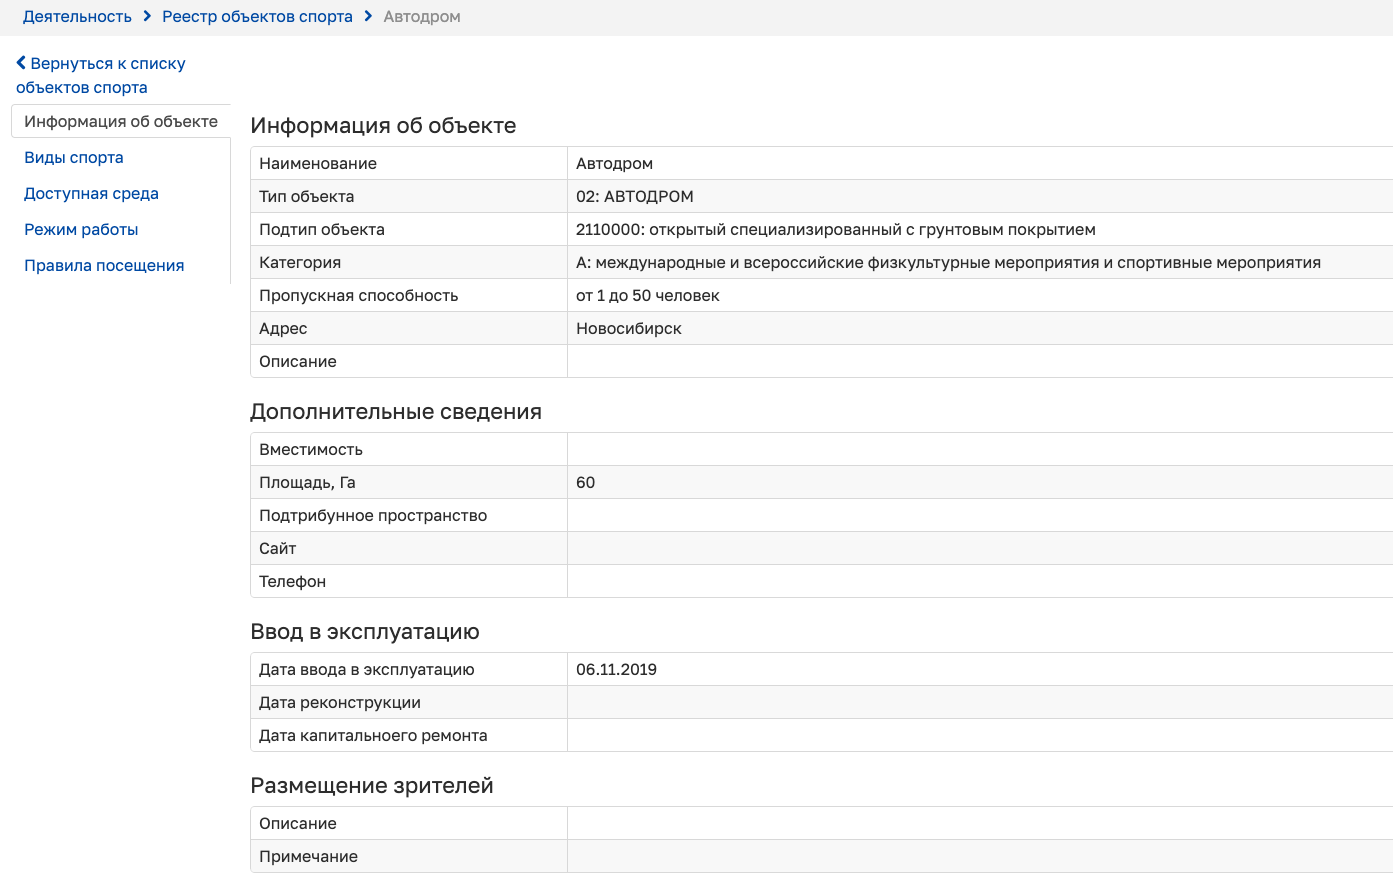 Деятельность > Реестр объектов спорта > Автодром
Вернуться к списку
объектов спорта
Информация об объекте
Виды спорта
Доступная среда
Режим работы
Правила посещения
Информация об объекте
Наименование Автодром
Тип объекта 02: АВТОДРОМ
Подтип объекта 2110000: открытый специализированный с грунтовым покрытием
Категория А: международные и всероссийские физкультурные мероприятия и спортивные мероприятия
Пропускная способность от 1 до 50 человек
Адрес Новосибирск
Описание
Дополнительные сведения
Вместимость
Площадь, Га 60
Подтрибунное пространство
Сайт
Телефон
Ввод в эксплуатацию
Дата ввода в эксплуатацию 06.11.2019
Дата реконструкции
Дата капитальноего ремонта
Размещение зрителей
Описание
Примечание